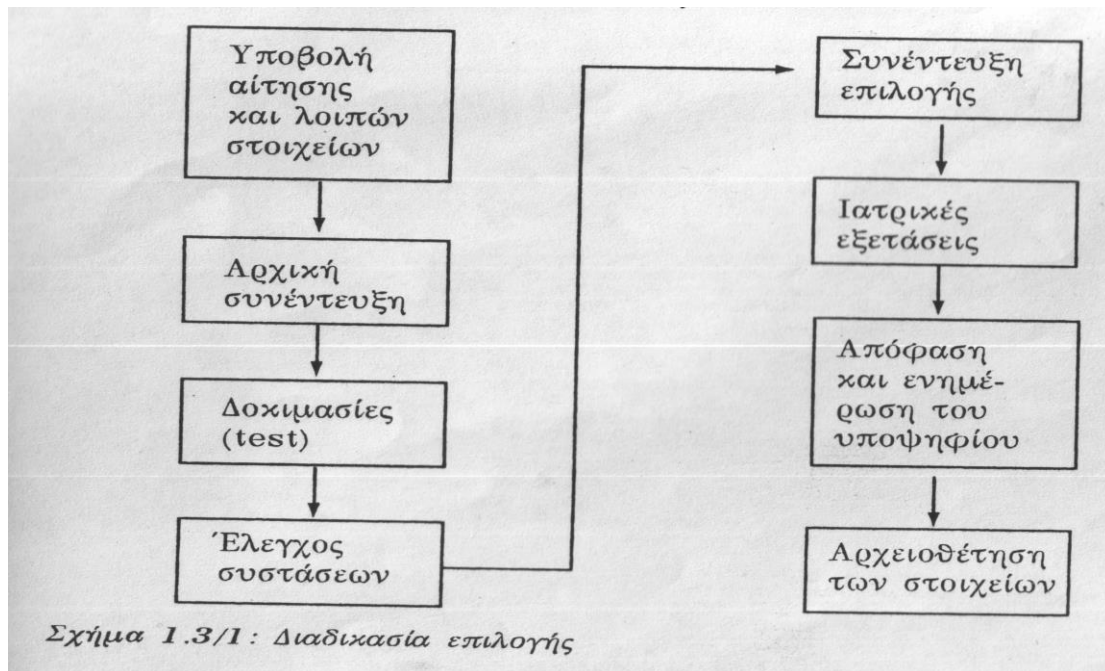 Υποβολή
αίτησης
και λοιπών
στοιχείων
Αρχική
συνέντευξη
Δοκιμασίες
(test)
Έλεγχος
συστάσεων
Συνέντευξη
επιλογής
Ιατρικές
εξετάσεις
Απόφαση
και ενημέ-
ρωση του
υποψηφίου
Αρχειοθέτηση
των στοιχείων
Σχήμα 1.3/1: Διαδικασία επιλογής